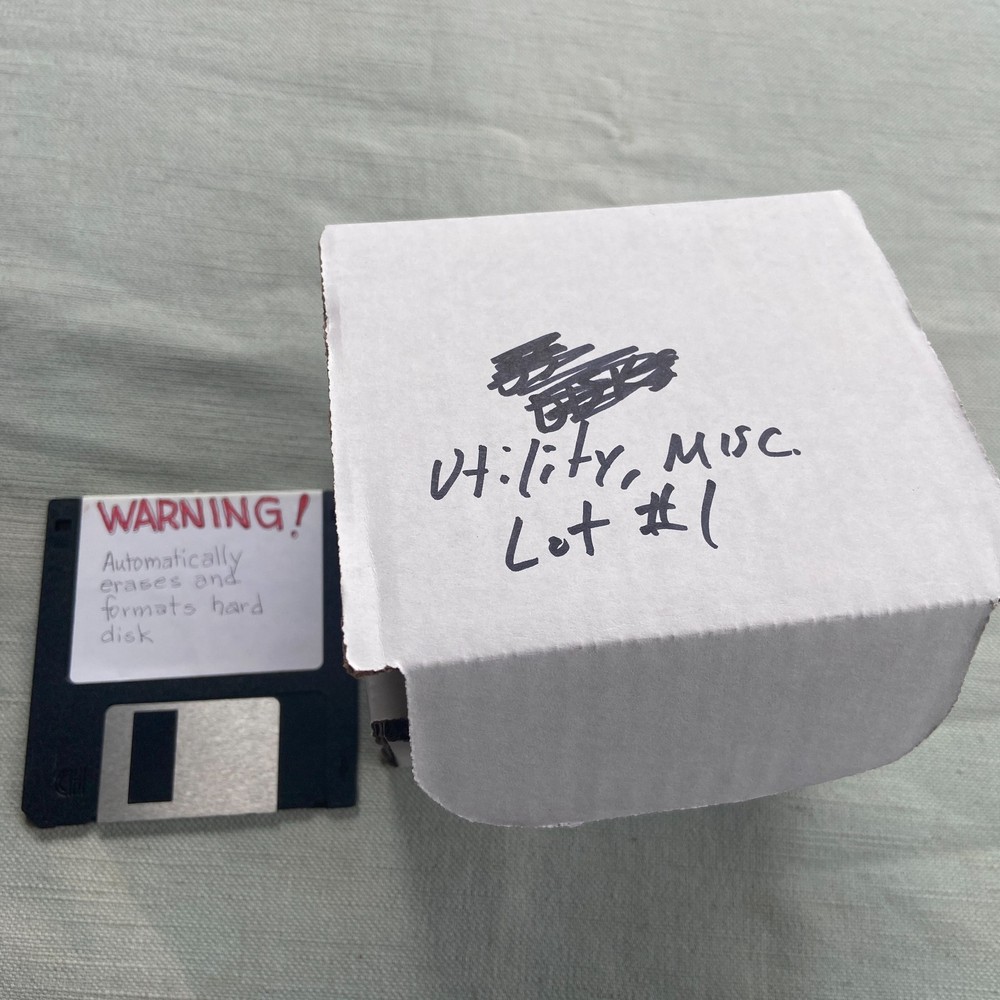 WARNING!
Automatically
erases and
formats hard
disk
Utility, Misc.
Lot #1